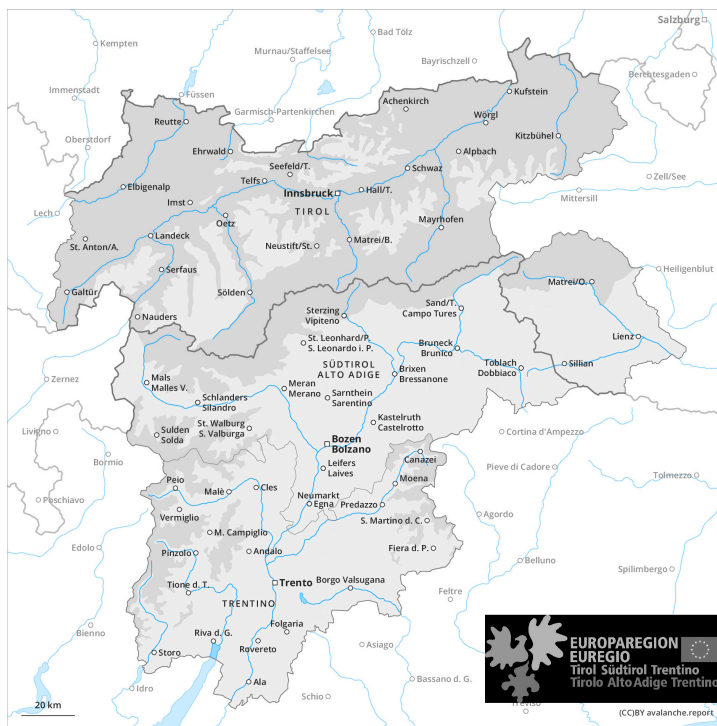 Salzburg
Kempten
Bad Tölz
Murnau/Staffelsee
Bayrischzell
Berchtesgaden
Immenstadt
Füssen
Achenkirch
Kufstein
Garmisch-Partenkirchen
Reutte
Wörgl
Oberstdorf
Ehrwald
Kitzbühel
Alpbach
Seefeld/T.
Schwaz
Telfs
Zell/See
Elbigenalp
Innsbruck
Hall/T.
Mittersill
Imst
TIROL
Lech
Oetz
Mayrhofen
Landeck
Matrei/B.
St. Anton/A.
Neustift/St.
Serfaus
Heiligenblut
Galtür
Sölden
Matrei/O.
Nauders
Sterzing
Vipiteno
Sand/T.
Campo Tures
Lienz
St. Leonhard/P.
S. Leonardo i. P.
Bruneck
Brunico
Toblach
Dobbiaco
Sillian
SÜDTIROL
ALTO ADIGE
Brixen
Bressanone
Zernez
Mals
Malles V.
Meran
Merano
Schlanders
Silandro
Sarnthein
Sarentino
Kastelruth
Castelrotto
St. Walburg
S. Valburga
Livigno
Sulden
Solda
Bozen
Bolzano
Cortina d'Ampezzo
Canazei
Bormio
Leifers
Laives
Pieve di Cadore
Tolmezzo
Peio
Moena
Malè
Cles
Neumarkt
Egna
Predazzo
Poschiavo
Vermiglio
Agordo
S. Martino d. C.
M. Campiglio
Edolo
Pinzolo
Andalo
Fiera d. P.
Belluno
Spilimbergo
Tione d. T.
Trento
Borgo Valsugana
Feltre
TRENTINO
Folgaria
Bienno
Riva d. G.
Rovereto
Asiago
Storo
Ala
Bassano d. G.
Idro
Schio
Treviso
EUROPAREGION
EUREGIO
Tirol Südtirol Trentino
Tirolo Alto Adige Trentino
20 km
(CC)BY avalanche.report